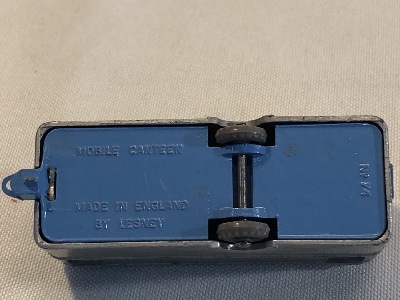 MOBILE CANTEEN
MADE IN ENGLAND
BY LESNEY
Nº 74